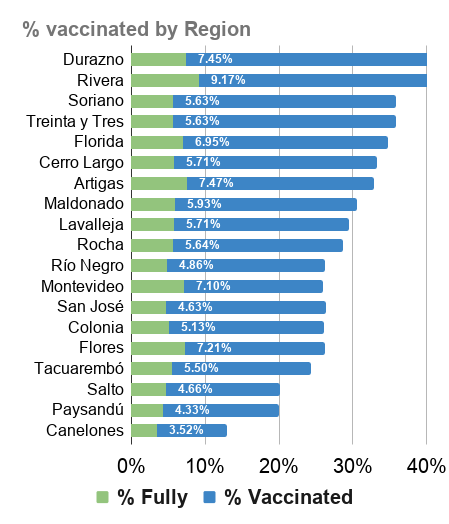 % vaccinated by Region
Durazno 7.45%
Rivera 9.17%
Soriano 5.63%
Treinta y Tres 5.63%
Florida 6.95%
Cerro Largo 5.71%
Artigas 7.47%
Maldonado 5.93%
Lavalleja 5.71%
Rocha 5.64%
Río Negro 4.86%
Montevideo 7.10%
San José 4.63%
Colonia 5.13%
Flores 7.21%
Tacuarembó 5.50%
Salto 4.66%
Paysandú 4.33%
Canelones 3.52%
0% 10% 20% 30% 40%
% Fully % Vaccinated